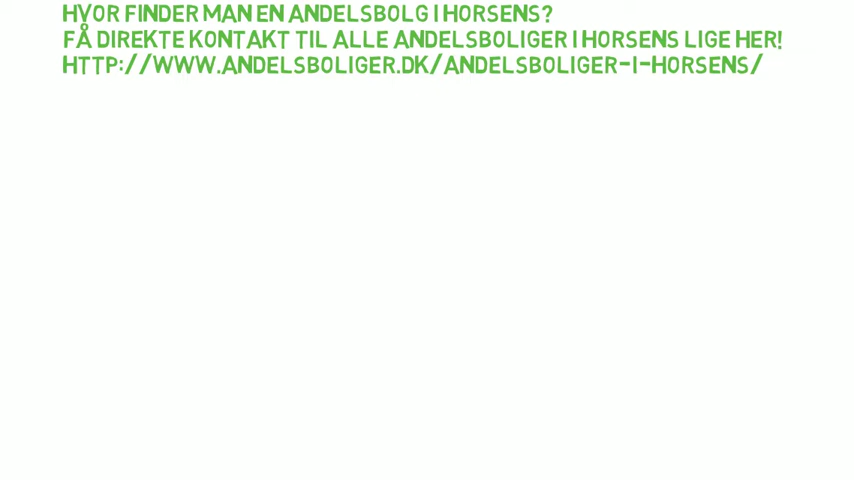 HVOR FINDER MAN EN ANDELSBOLG I HORSENS?
FÅ DIREKTE KONTAKT TIL ALLE ANDELSBOLIGER I HORSENS LIGE HER!
HTTP://WWW.ANDELSBOLIGER.DK/ANDELSBOLIGER-I-HORSENS/